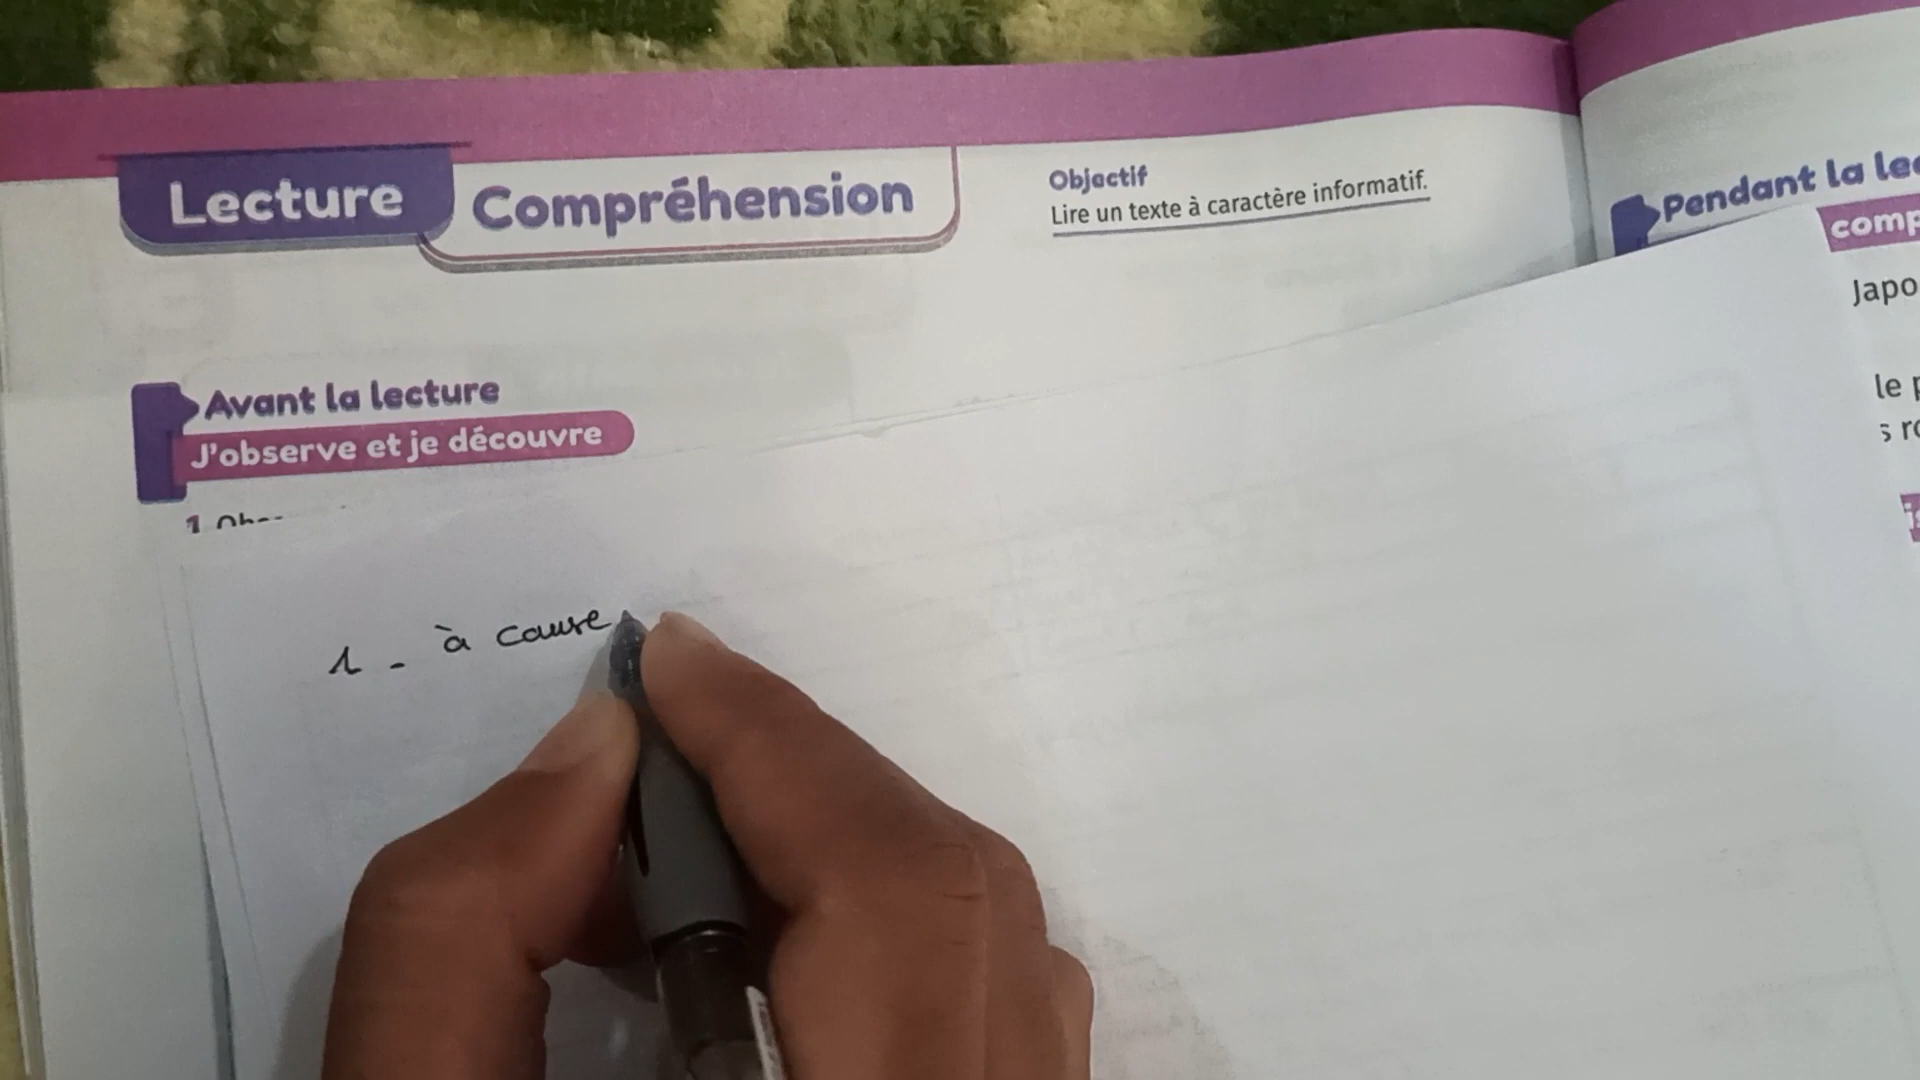 Lecture Compréhension
Objectif
Lire un texte à caractère informatif.
Avant la lecture
J'observe et je découvre
1
1 - à cause
Pendant la
comp
Japo
le